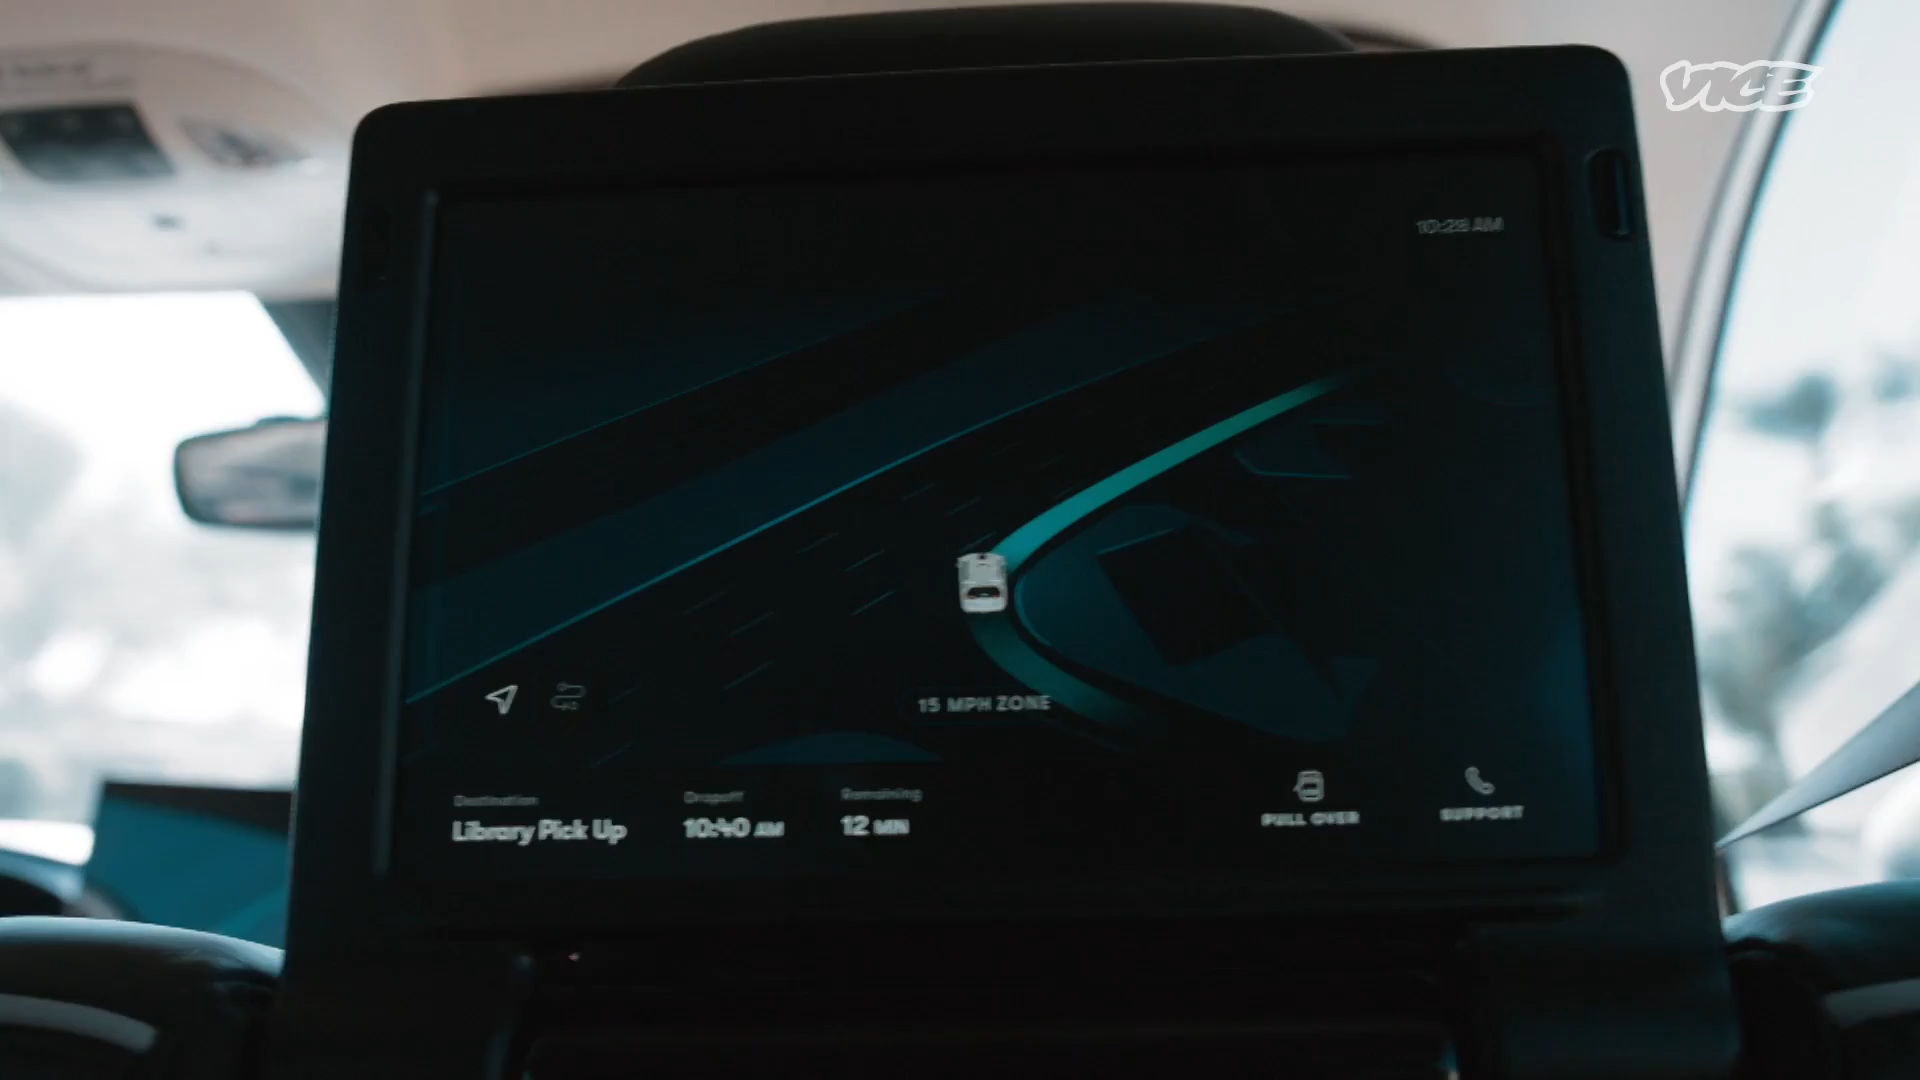 VICE
10:28 AM
15 MPH ZONE
Destination
Library Pick Up
Dropoff
10:40 AM
Remaining
12 MIN
PULL OVER
SUPPORT